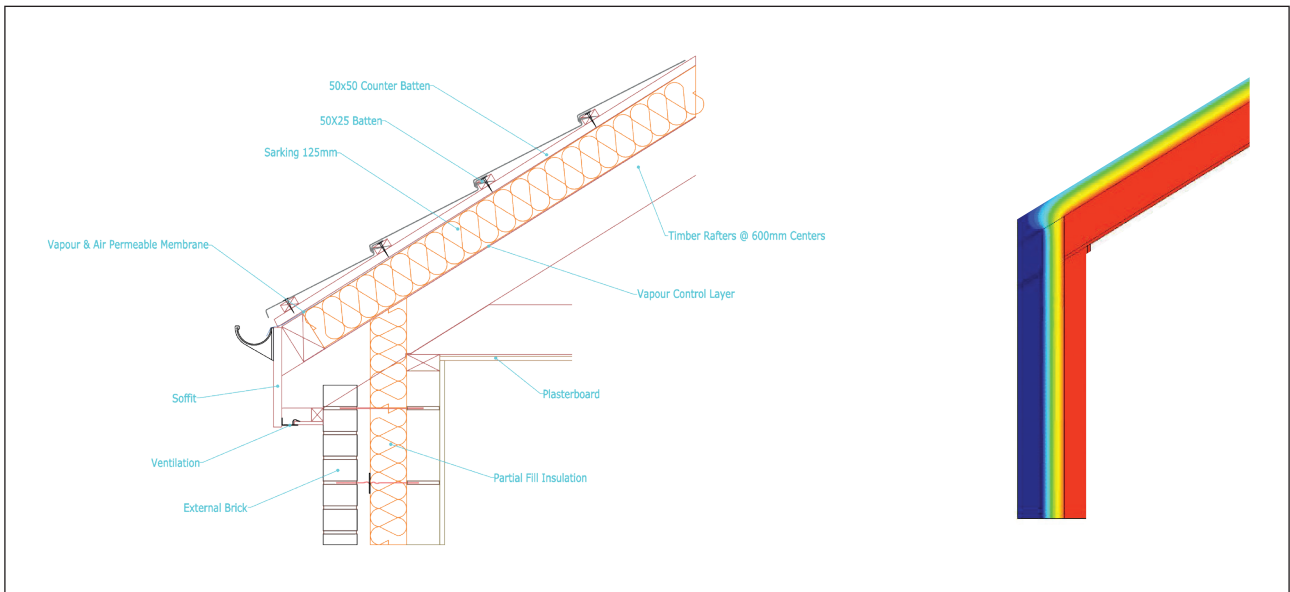 50x50 Counter Batten
50X25 Batten
Sarking 125mm
Vapour & Air Permeable Membrane
Timber Rafters @ 600mm Centers
Vapour Control Layer
Soffit
Plasterboard
Ventilation
Partial Fill Insulation
External Brick